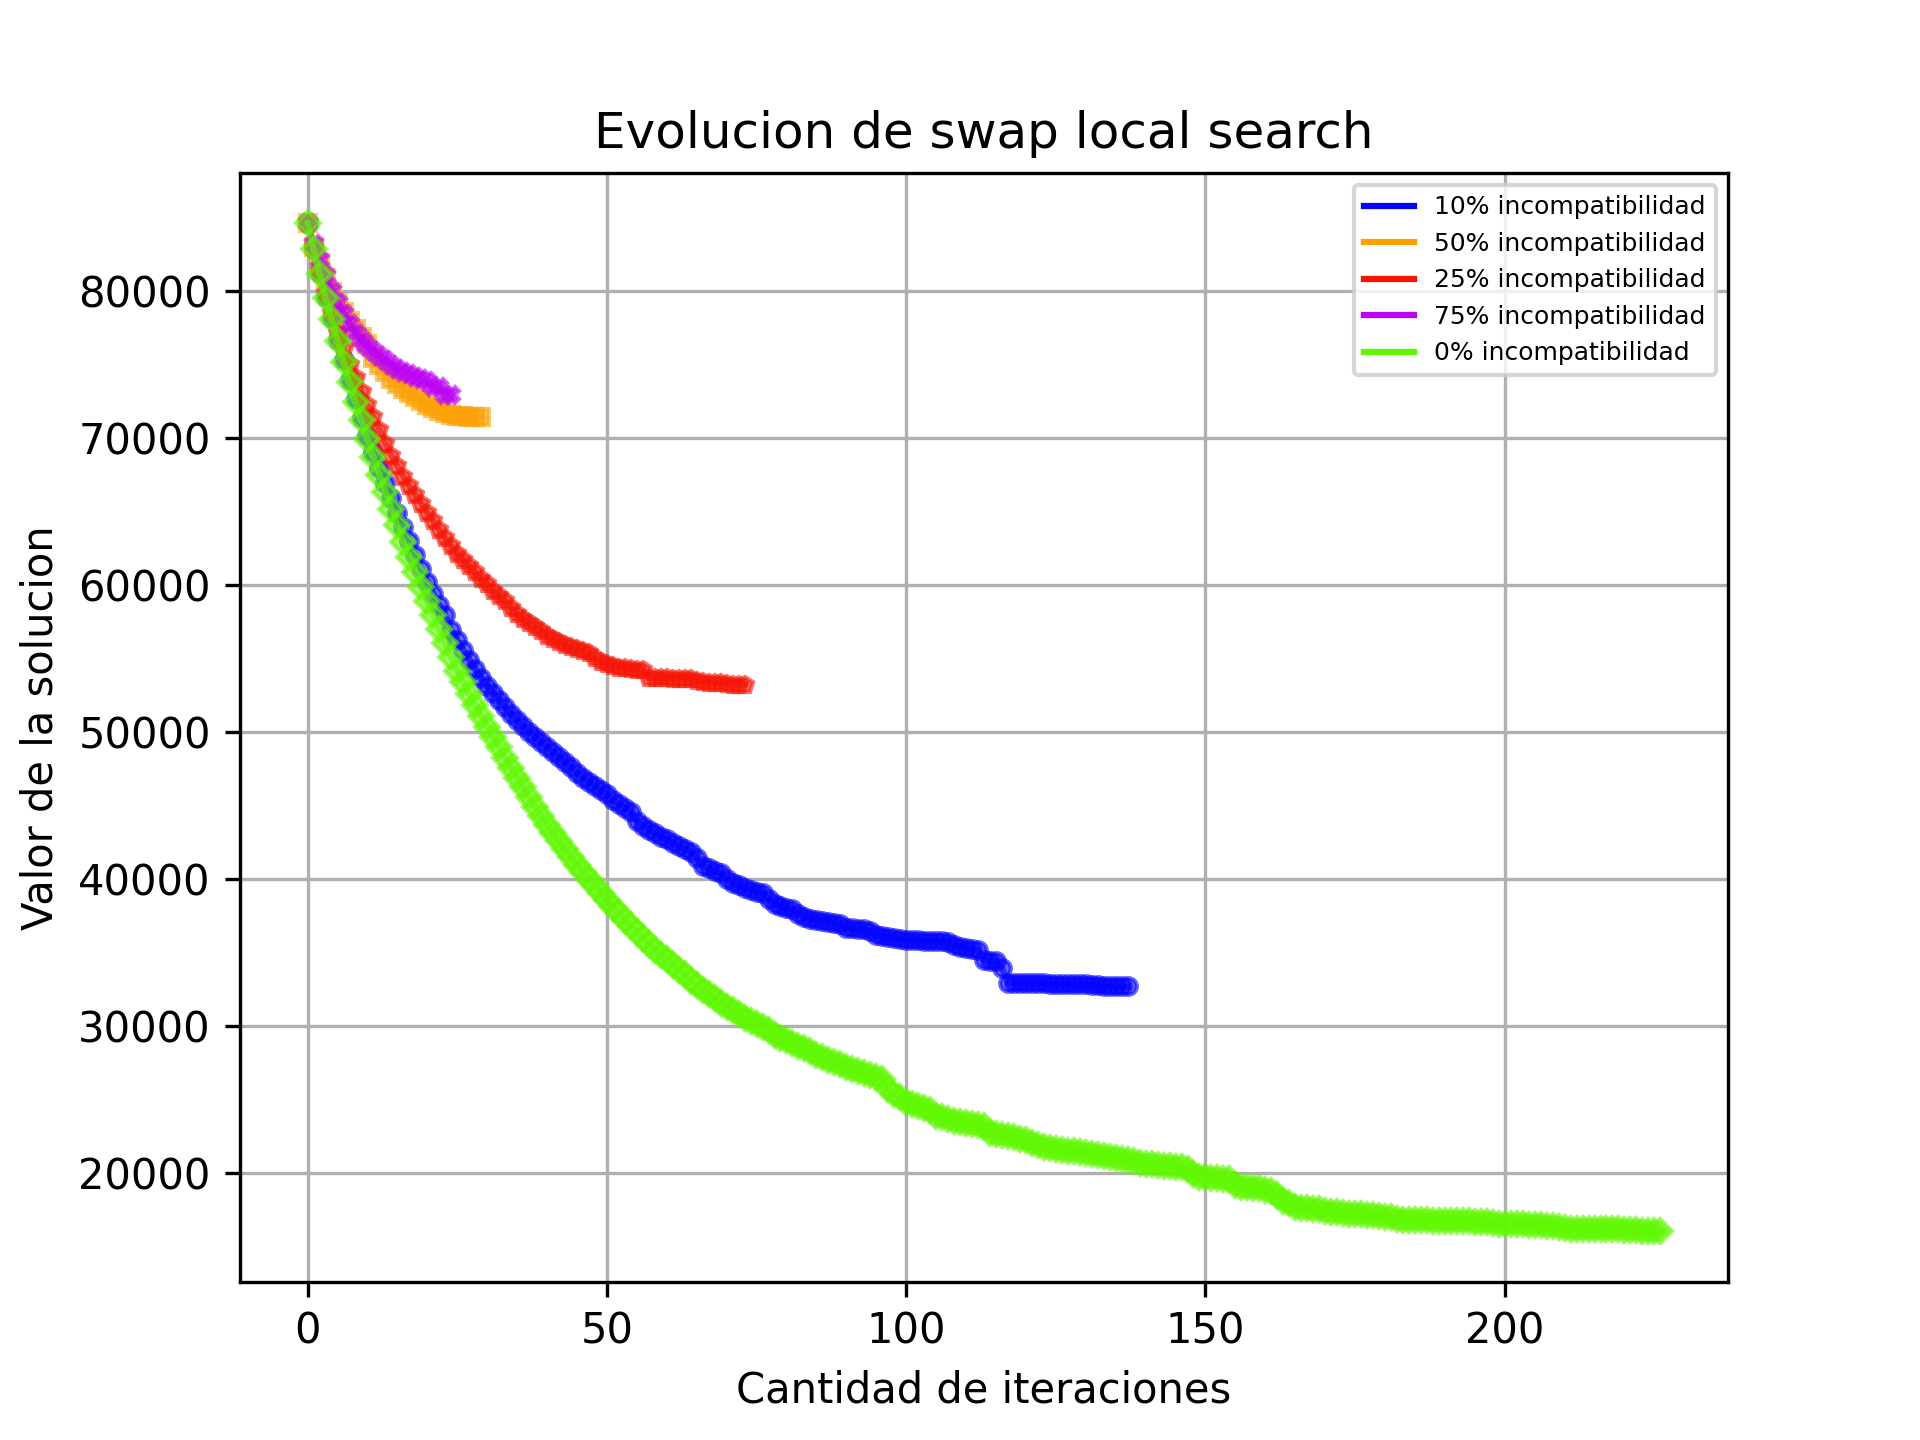 Evolucion de swap local search
10% incompatibilidad
50% incompatibilidad
25% incompatibilidad
75% incompatibilidad
0% incompatibilidad
Valor de la solucion
80000
70000
60000
50000
40000
30000
20000
0 50 100 150 200
Cantidad de iteraciones